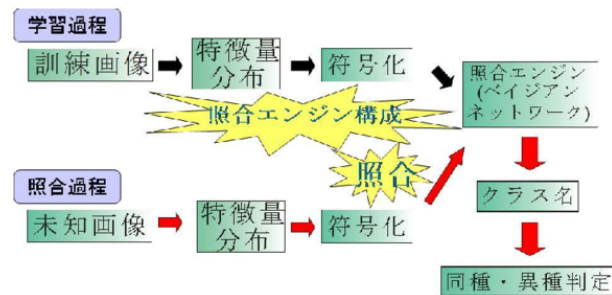 学習過程
訓練画像
特徴量
分布
符号化
照合エンジン
(ベイジアン
ネットワーク)
照合エンジン構成
照合
照合過程
未知画像
特徴量
分布
符号化
クラス名
同種・異種判定